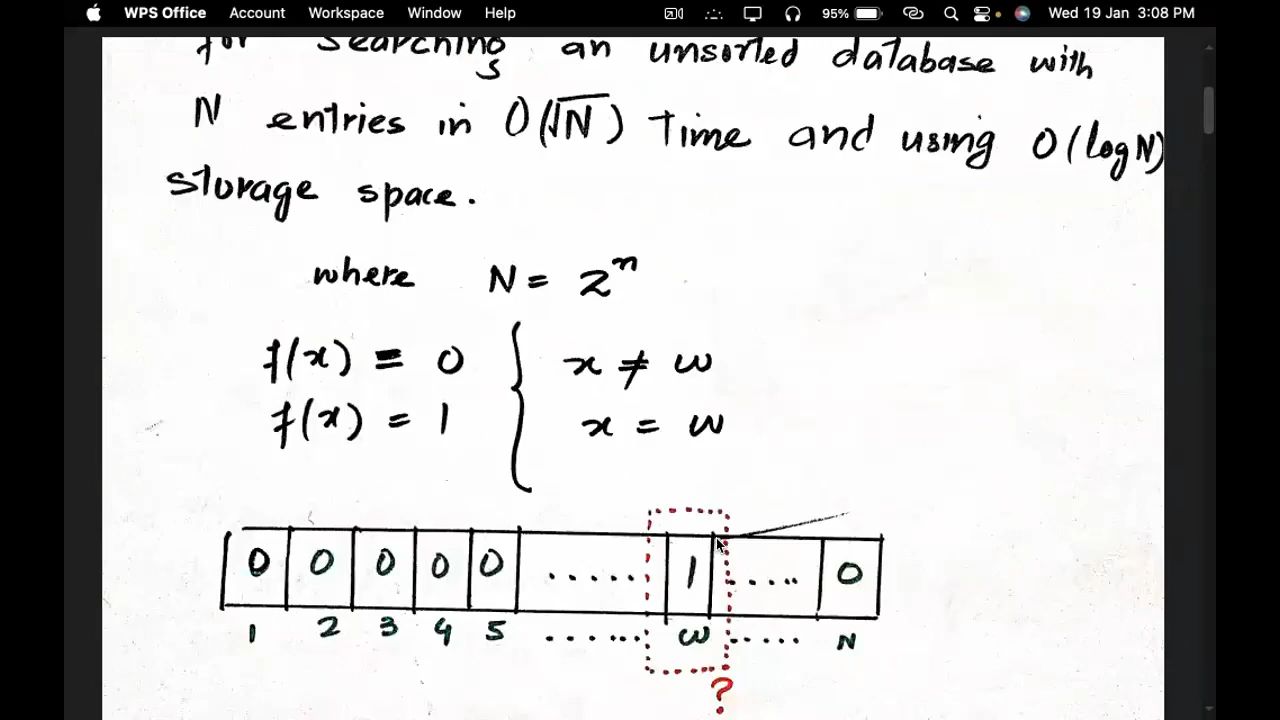 WPS Office Account Workspace Window Help 95% Wed 19 Jan 3:08 PM
for searching an unsorted database with
N entries in O(√N) Time and using O(log N)
storage space.
where N = 2ⁿ
f(x) = 0 { x ≠ w
f(x) = 1 x = w
0 0 0 0 0 ...... 1 ..... 0
1 2 3 4 5 ....... w ..... N
?